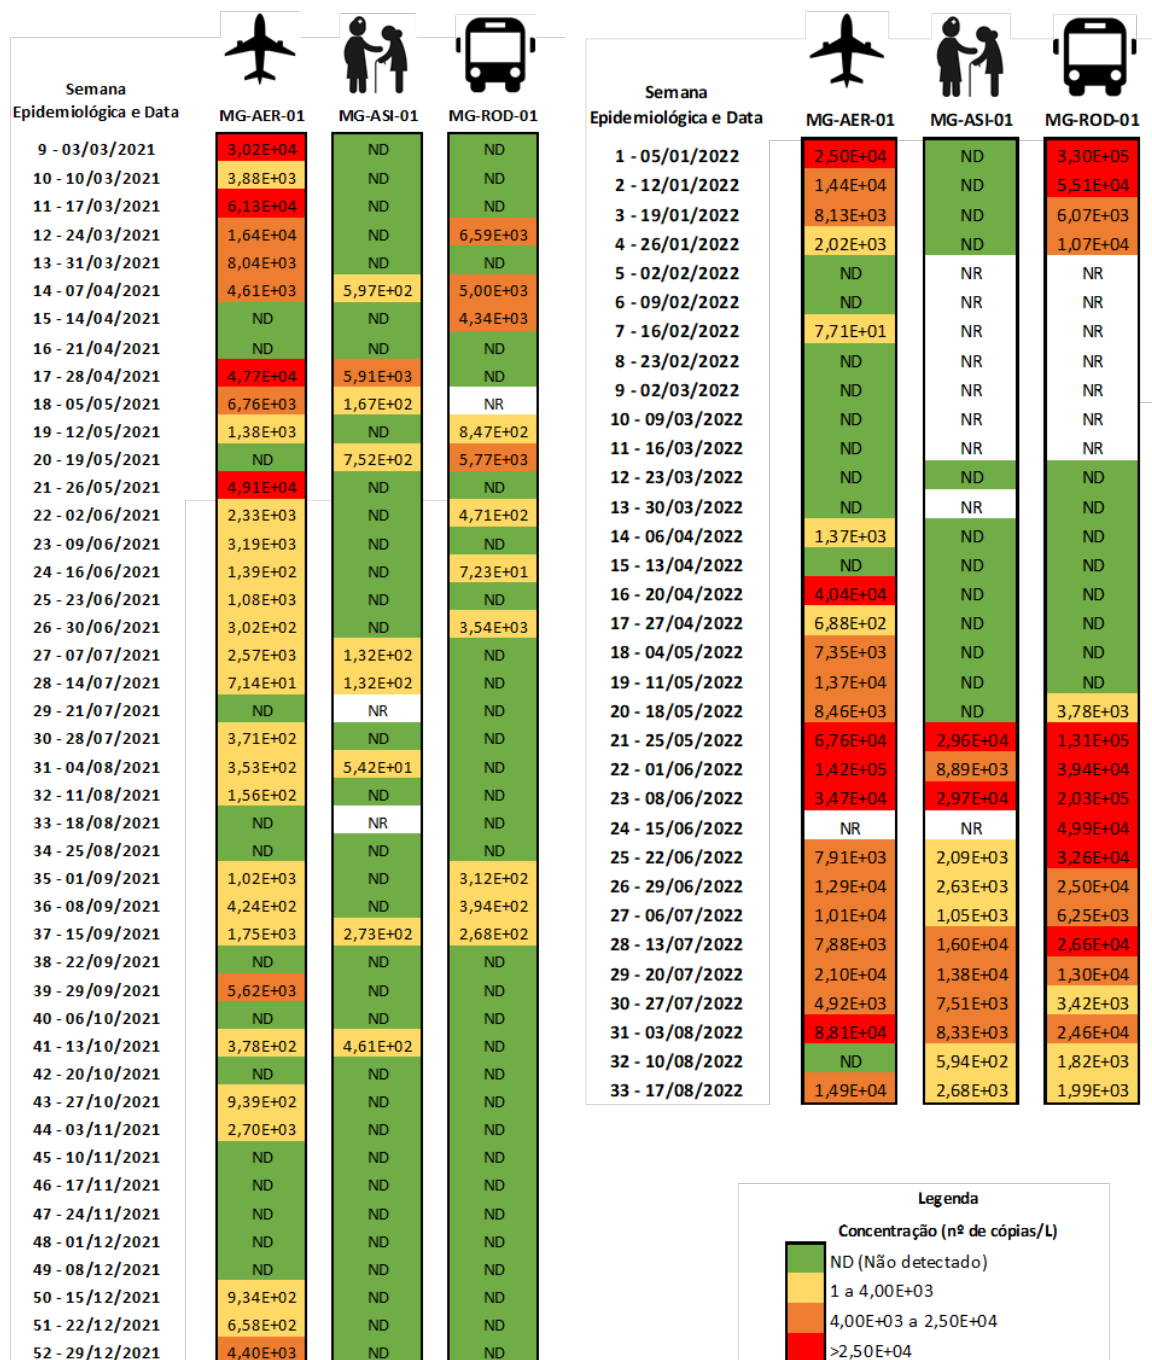 Semana
Epidemiológica e Data MG-AER-01 MG-ASI-01 MG-ROD-01
9 - 03/03/2021 3,02E+04 ND ND
10 - 10/03/2021 3,88E+03 ND ND
11 - 17/03/2021 6,13E+04 ND ND
12 - 24/03/2021 1,64E+04 ND 6,59E+03
13 - 31/03/2021 8,04E+03 ND ND
14 - 07/04/2021 4,61E+03 5,97E+02 5,00E+03
15 - 14/04/2021 ND ND 4,34E+03
16 - 21/04/2021 ND ND ND
17 - 28/04/2021 4,77E+04 5,91E+03 ND
18 - 05/05/2021 6,76E+03 1,67E+02 NR
19 - 12/05/2021 1,38E+03 ND 8,47E+02
20 - 19/05/2021 ND 7,52E+02 5,77E+03
21 - 26/05/2021 4,91E+04 ND ND
22 - 02/06/2021 2,33E+03 ND 4,71E+02
23 - 09/06/2021 3,19E+03 ND ND
24 - 16/06/2021 1,39E+02 ND 7,23E+01
25 - 23/06/2021 1,08E+03 ND ND
26 - 30/06/2021 3,02E+02 ND 3,54E+03
27 - 07/07/2021 2,57E+03 1,32E+02 ND
28 - 14/07/2021 7,14E+01 1,32E+02 ND
29 - 21/07/2021 ND NR ND
30 - 28/07/2021 3,71E+02 ND ND
31 - 04/08/2021 3,53E+02 5,42E+01 ND
32 - 11/08/2021 1,56E+02 ND ND
33 - 18/08/2021 ND NR ND
34 - 25/08/2021 ND ND ND
35 - 01/09/2021 1,02E+03 ND 3,12E+02
36 - 08/09/2021 4,24E+02 ND 3,94E+02
37 - 15/09/2021 1,75E+03 2,73E+02 2,68E+02
38 - 22/09/2021 ND ND ND
39 - 29/09/2021 5,62E+03 ND ND
40 - 06/10/2021 ND ND ND
41 - 13/10/2021 3,78E+02 4,61E+02 ND
42 - 20/10/2021 ND ND ND
43 - 27/10/2021 9,39E+02 ND ND
44 - 03/11/2021 2,70E+03 ND ND
45 - 10/11/2021 ND ND ND
46 - 17/11/2021 ND ND ND
47 - 24/11/2021 ND ND ND
48 - 01/12/2021 ND ND ND
49 - 08/12/2021 ND ND ND
50 - 15/12/2021 9,34E+02 ND ND
51 - 22/12/2021 6,58E+02 ND ND
52 - 29/12/2021 4,40E+03 ND ND
Semana
Epidemiológica e Data MG-AER-01 MG-ASI-01 MG-ROD-01
1 - 05/01/2022 2,50E+04 ND 3,30E+05
2 - 12/01/2022 1,44E+04 ND 5,51E+04
3 - 19/01/2022 8,13E+03 ND 6,07E+03
4 - 26/01/2022 2,02E+03 ND 1,07E+04
5 - 02/02/2022 ND NR NR
6 - 09/02/2022 ND NR NR
7 - 16/02/2022 7,71E+01 NR NR
8 - 23/02/2022 ND NR NR
9 - 02/03/2022 ND NR NR
10 - 09/03/2022 ND NR NR
11 - 16/03/2022 ND NR NR
12 - 23/03/2022 ND ND ND
13 - 30/03/2022 ND NR ND
14 - 06/04/2022 1,37E+03 ND ND
15 - 13/04/2022 ND ND ND
16 - 20/04/2022 4,04E+04 ND ND
17 - 27/04/2022 6,88E+02 ND ND
18 - 04/05/2022 7,35E+03 ND ND
19 - 11/05/2022 1,37E+04 ND ND
20 - 18/05/2022 8,46E+03 ND 3,78E+03
21 - 25/05/2022 6,76E+04 2,96E+04 1,31E+05
22 - 01/06/2022 1,42E+05 8,89E+03 3,94E+04
23 - 08/06/2022 3,47E+04 2,97E+04 2,03E+05
24 - 15/06/2022 NR NR 4,99E+04
25 - 22/06/2022 7,91E+03 2,09E+03 3,26E+04
26 - 29/06/2022 1,29E+04 2,63E+03 2,50E+04
27 - 06/07/2022 1,01E+04 1,05E+03 6,25E+03
28 - 13/07/2022 7,88E+03 1,60E+04 2,66E+04
29 - 20/07/2022 2,10E+04 1,38E+04 1,30E+04
30 - 27/07/2022 4,92E+03 7,51E+03 3,42E+03
31 - 03/08/2022 8,81E+04 8,33E+03 2,46E+04
32 - 10/08/2022 ND 5,94E+02 1,82E+03
33 - 17/08/2022 1,49E+04 2,68E+03 1,99E+03
Legenda
Concentração (nº de cópias/L)
ND (Não detectado)
1 a 4,00E+03
4,00E+03 a 2,50E+04
>2,50E+04